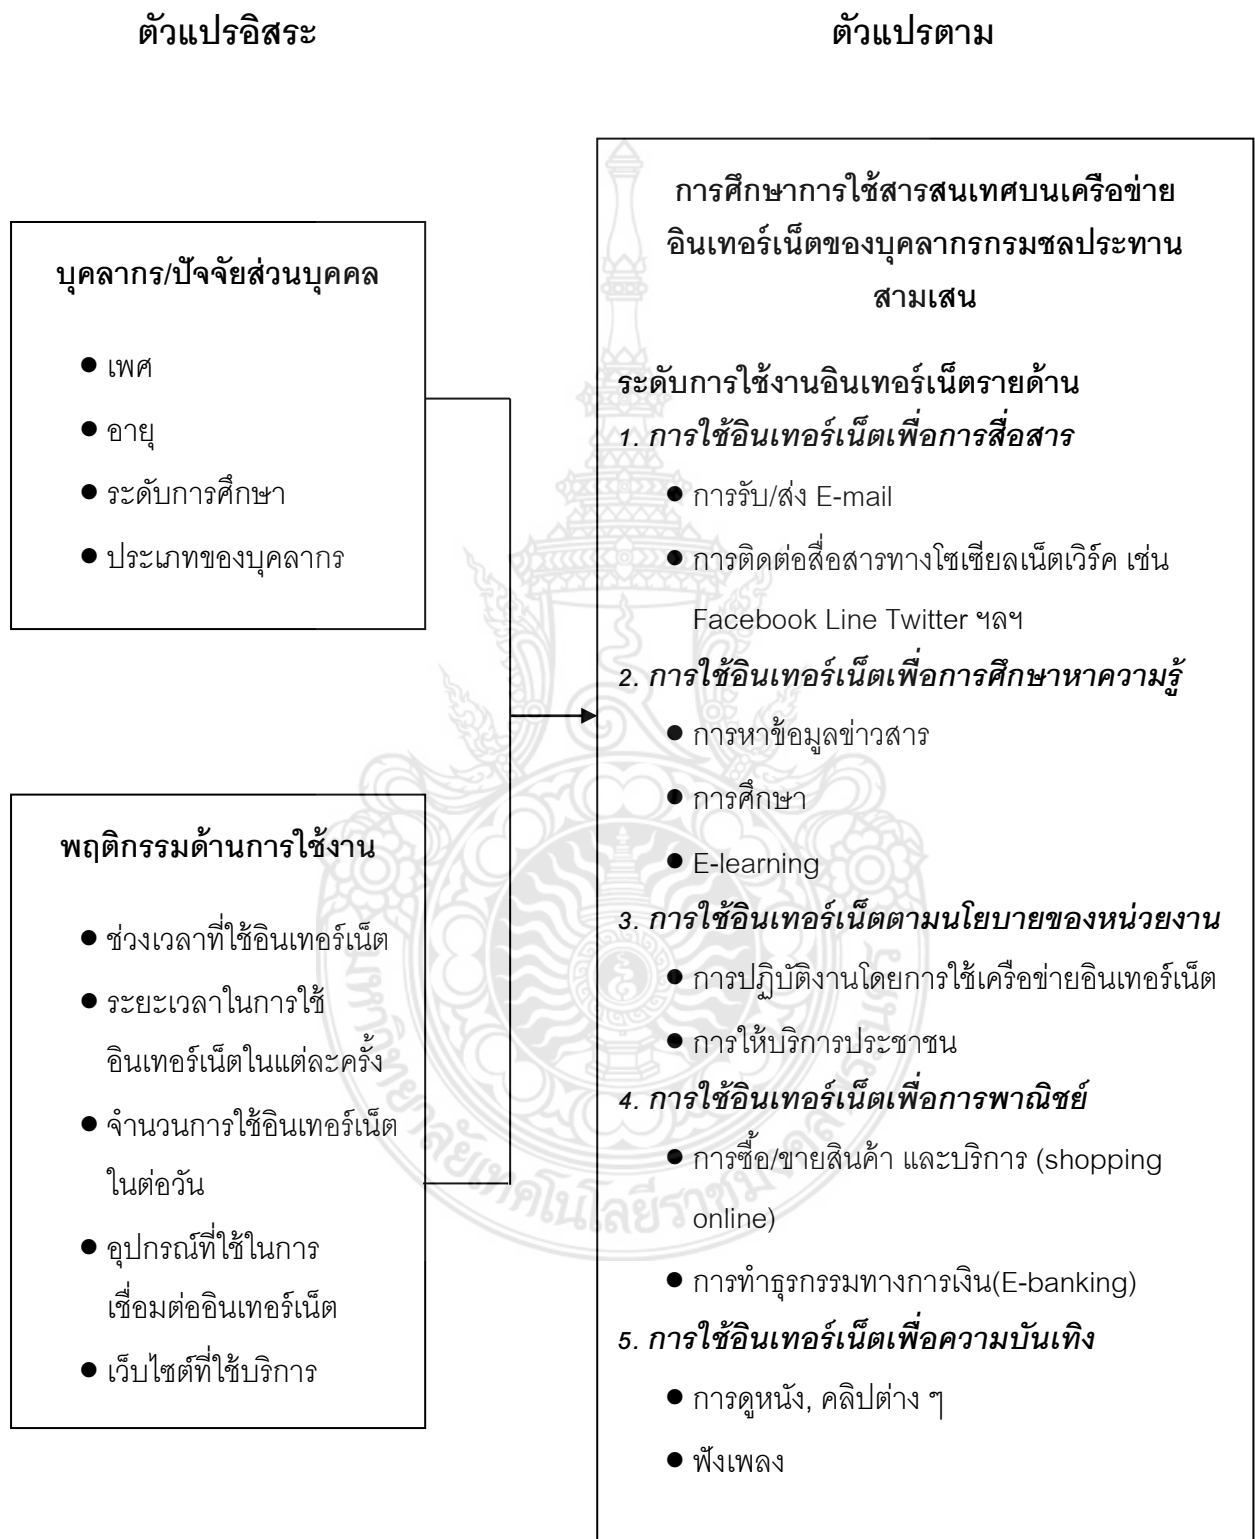 ตัวแปรอิสระ
ตัวแปรตาม
บุคลากร/ปัจจัยส่วนบุคคล
● เพศ
● อายุ
● ระดับการศึกษา
● ประเภทของบุคลากร
พฤติกรรมด้านการใช้งาน
● ช่วงเวลาที่ใช้อินเทอร์เน็ต
● ระยะเวลาในการใช้
อินเทอร์เน็ตในแต่ละครั้ง
● จำนวนการใช้อินเทอร์เน็ต
ในต่อวัน
● อุปกรณ์ที่ใช้ในการ
เชื่อมต่ออินเทอร์เน็ต
● เว็บไซต์ที่ใช้บริการ
การศึกษาการใช้สารสนเทศบนเครือข่าย
อินเทอร์เน็ตของบุคลากรกรมชลประทาน
สามเสน
ระดับการใช้งานอินเทอร์เน็ตรายด้าน
1. การใช้อินเทอร์เน็ตเพื่อการสื่อสาร
● การรับ/ส่ง E-mail
● การติดต่อสื่อสารทางโซเซียลเน็ตเวิร์ค เช่น
Facebook Line Twitter ฯลฯ
2. การใช้อินเทอร์เน็ตเพื่อการศึกษาหาความรู้
● การหาข้อมูลข่าวสาร
● การศึกษา
● E-learning
3. การใช้อินเทอร์เน็ตตามนโยบายของหน่วยงาน
● การปฏิบัติงานโดยการใช้เครือข่ายอินเทอร์เน็ต
● การให้บริการประชาชน
4. การใช้อินเทอร์เน็ตเพื่อการพาณิชย์
● การซื้อ/ขายสินค้า และบริการ (shopping
online)
● การทำธุรกรรมทางการเงิน(E-banking)
5. การใช้อินเทอร์เน็ตเพื่อความบันเทิง
● การดูหนัง, คลิปต่าง ๆ
● ฟังเพลง
มหาวิทยาลัยเทคโนโลยีราชมงคลพระนคร